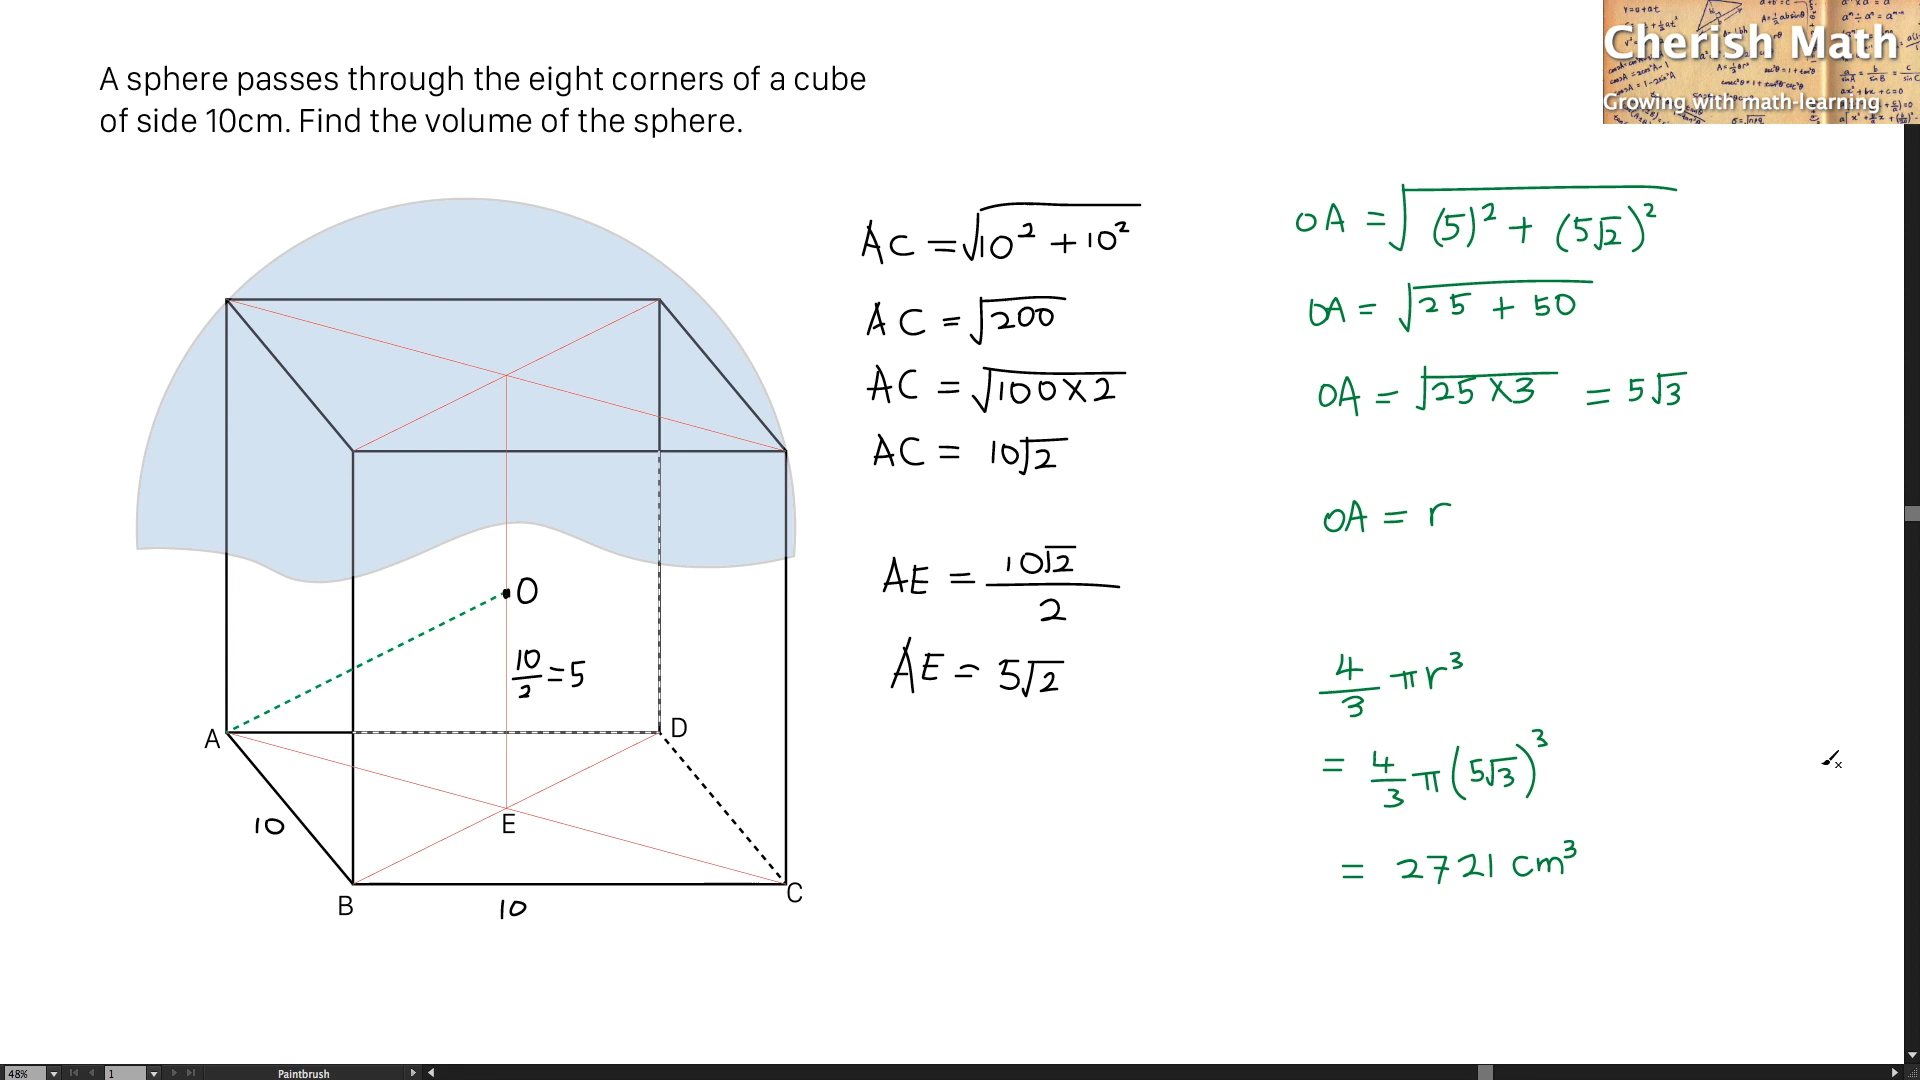 A sphere passes through the eight corners of a cube
of side 10cm. Find the volume of the sphere.
Cherish Math
Growing with math-learning
AC = √(10² + 10²)
AC = √200
AC = √(100 × 2)
AC = 10√2
AE = 10√2 / 2
AE = 5√2
OA = √((5)² + (5√2)²)
OA = √(25 + 50)
OA = √(25 × 3) = 5√3
OA = r
4/3 πr³
= 4/3 π(5√3)³
= 2721 cm³
O
10/2 = 5
A
D
E
10
B
10
C
48%
1
Paintbrush